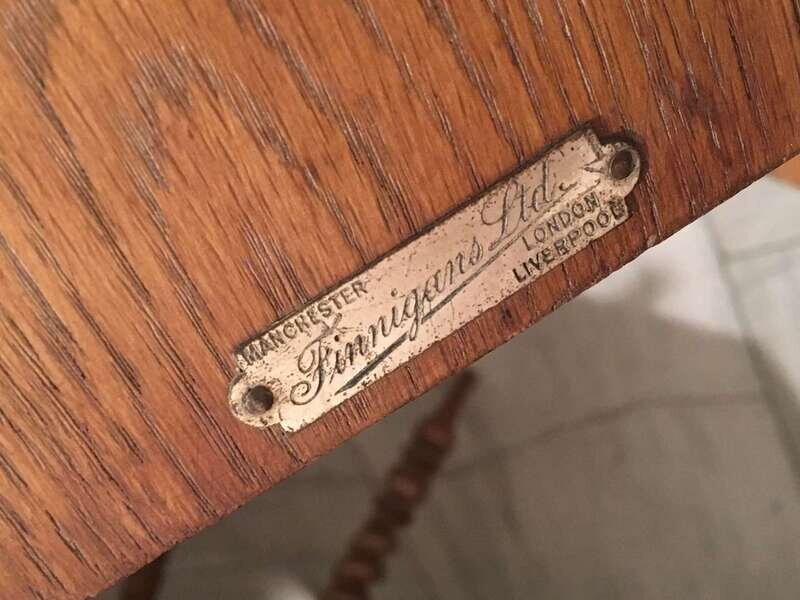 MANCHESTER
Finnigans Ltd.
LONDON
LIVERPOOL